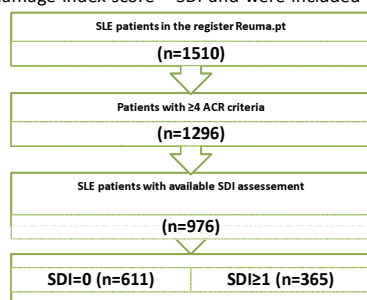 damage index score – SDI and were included
SLE patients in the register Reuma.pt
(n=1510)
Patients with ≥4 ACR criteria
(n=1296)
SLE patients with available SDI assessement
(n=976)
SDI=0 (n=611) SDI≥1 (n=365)